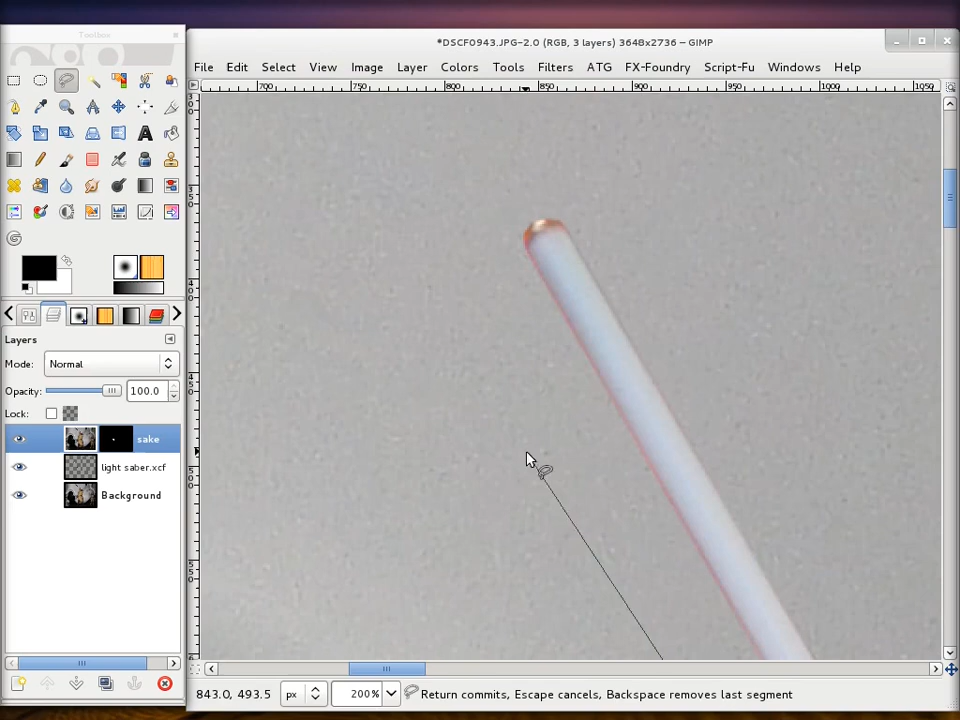 Toolbox
*DSCF0943.JPG-2.0 (RGB, 3 layers) 3648x2736 – GIMP
File Edit Select View Image Layer Colors Tools Filters ATG FX-Foundry Script-Fu Windows Help
700 750 800 850 900 950 1000 1050
Layers
Mode: Normal
Opacity: 100.0
Lock:
sake
light saber.xcf
Background
843.0, 493.5 px 200% Return commits, Escape cancels, Backspace removes last segment